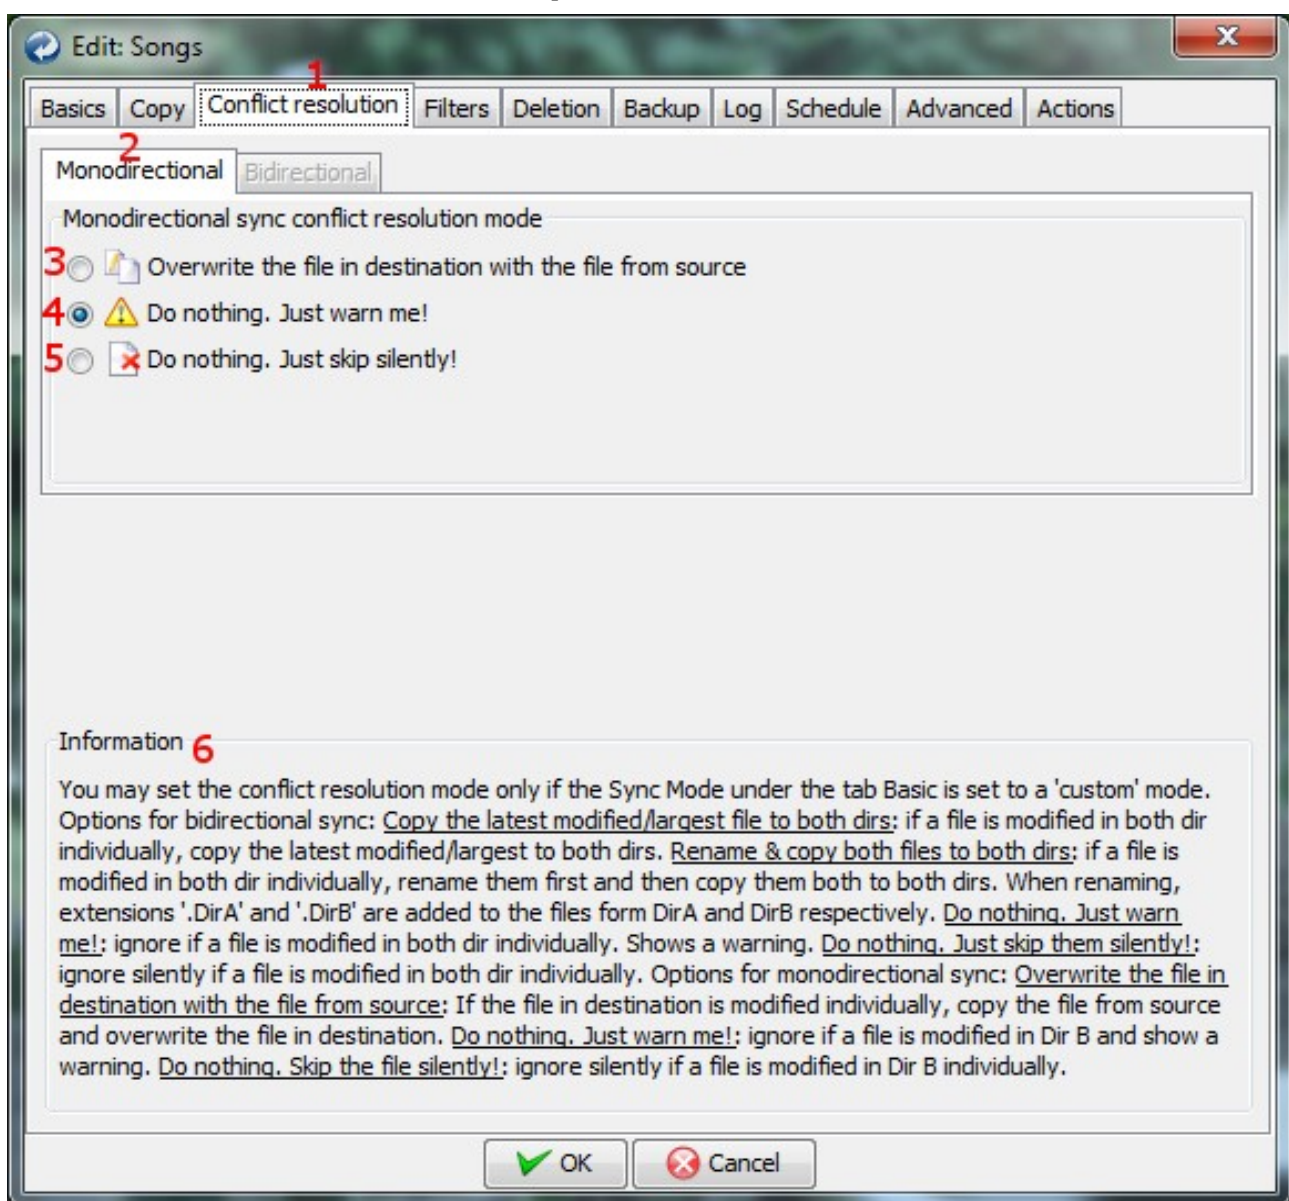 Edit: Songs
1
Basics Copy Conflict resolution Filters Deletion Backup Log Schedule Advanced Actions
2
Monodirectional Bidirectional
Monodirectional sync conflict resolution mode
3 Overwrite the file in destination with the file from source
4 Do nothing. Just warn me!
5 Do nothing. Just skip silently!
Information 6
You may set the conflict resolution mode only if the Sync Mode under the tab Basic is set to a 'custom' mode.
Options for bidirectional sync: Copy the latest modified/largest file to both dirs: if a file is modified in both dir
individually, copy the latest modified/largest to both dirs. Rename & copy both files to both dirs: if a file is
modified in both dir individually, rename them first and then copy them both to both dirs. When renaming,
extensions '.DirA' and '.DirB' are added to the files form DirA and DirB respectively. Do nothing. Just warn
me!: ignore if a file is modified in both dir individually. Shows a warning. Do nothing. Just skip them silently!:
ignore silently if a file is modified in both dir individually. Options for monodirectional sync: Overwrite the file in
destination with the file from source: If the file in destination is modified individually, copy the file from source
and overwrite the file in destination. Do nothing. Just warn me!: ignore if a file is modified in Dir B and show a
warning. Do nothing. Skip the file silently!: ignore silently if a file is modified in Dir B individually.
OK Cancel